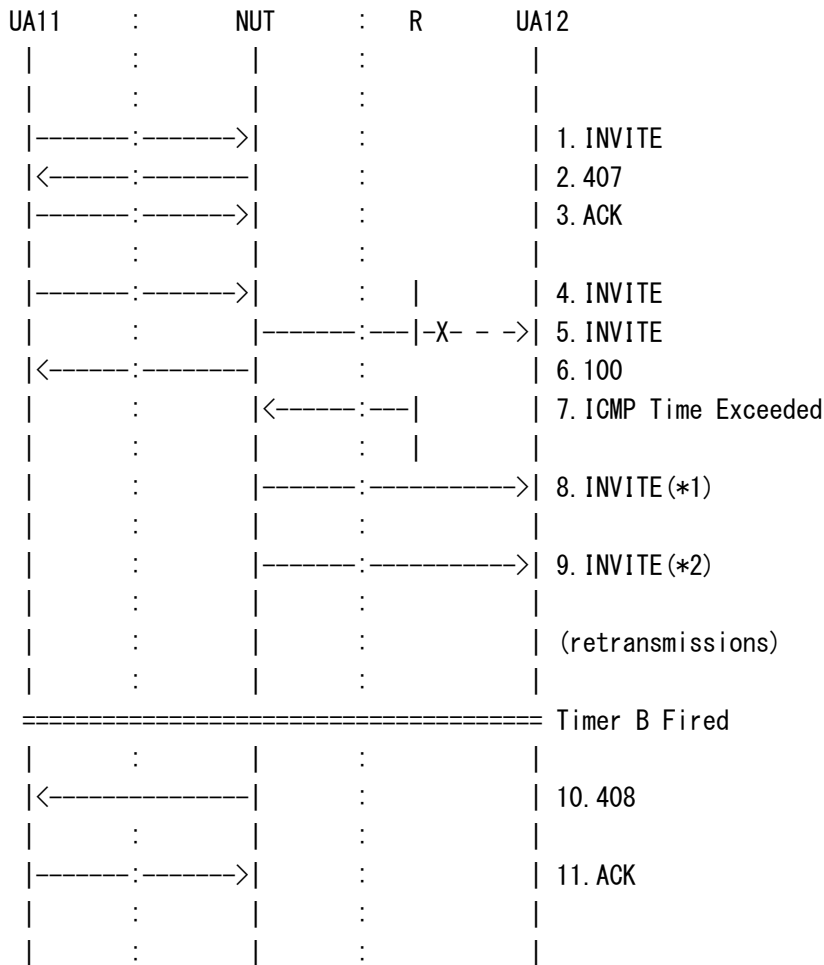 UA11 : NUT : R UA12
| : | : |
| : | : |
|-------:------->| : | 1. INVITE
|<------:--------| : | 2. 407
|-------:------->| : | 3. ACK
| : | : |
|-------:------->| : | | 4. INVITE
| : |-------:---|-X- - ->| 5. INVITE
|<------:--------| : | 6. 100
| : |<------:---| | 7. ICMP Time Exceeded
| : | : | |
| : |-------:----------->| 8. INVITE(*1)
| : | : |
| : |-------:----------->| 9. INVITE(*2)
| : | : |
| : | : | (retransmissions)
| : | : |
======================================= Timer B Fired
| : | : |
|<---------------| : | 10. 408
| : | : |
|-------:------->| : | 11. ACK
| : | : |
| : | : |